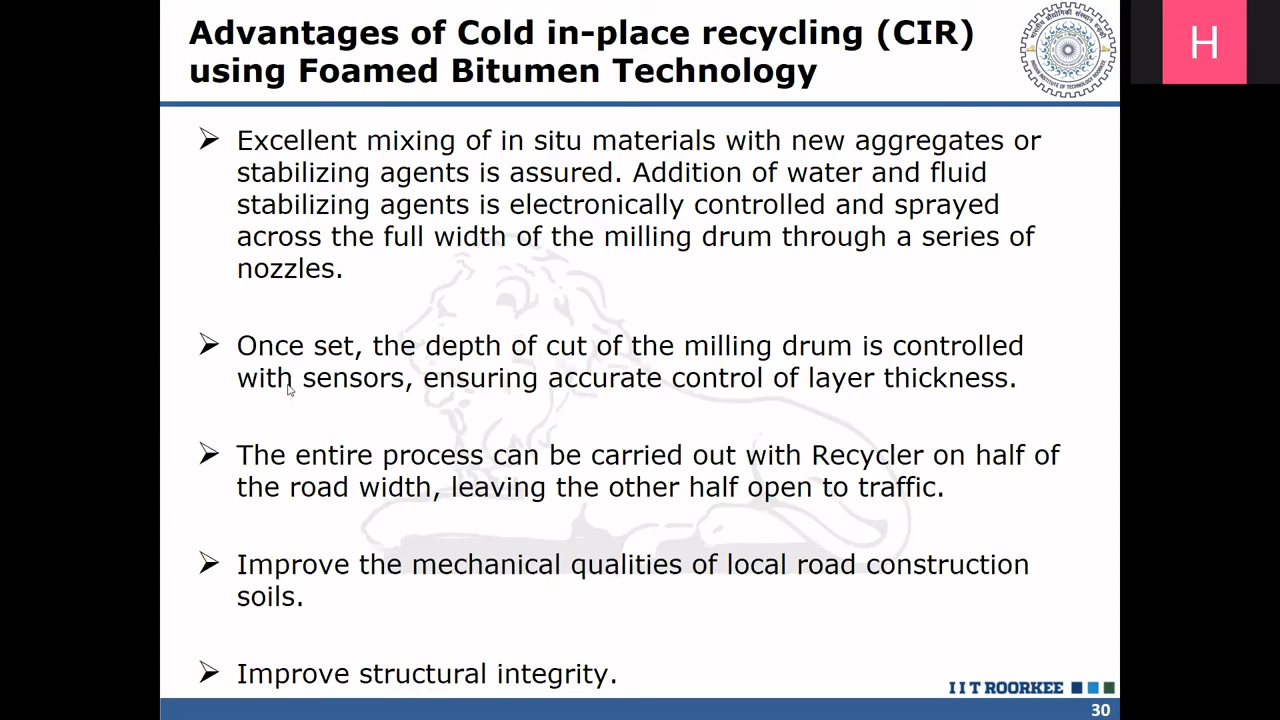 Advantages of Cold in-place recycling (CIR)
using Foamed Bitumen Technology
H
Excellent mixing of in situ materials with new aggregates or
stabilizing agents is assured. Addition of water and fluid
stabilizing agents is electronically controlled and sprayed
across the full width of the milling drum through a series of
nozzles.
Once set, the depth of cut of the milling drum is controlled
with sensors, ensuring accurate control of layer thickness.
The entire process can be carried out with Recycler on half of
the road width, leaving the other half open to traffic.
Improve the mechanical qualities of local road construction
soils.
Improve structural integrity.
I I T ROORKEE
30